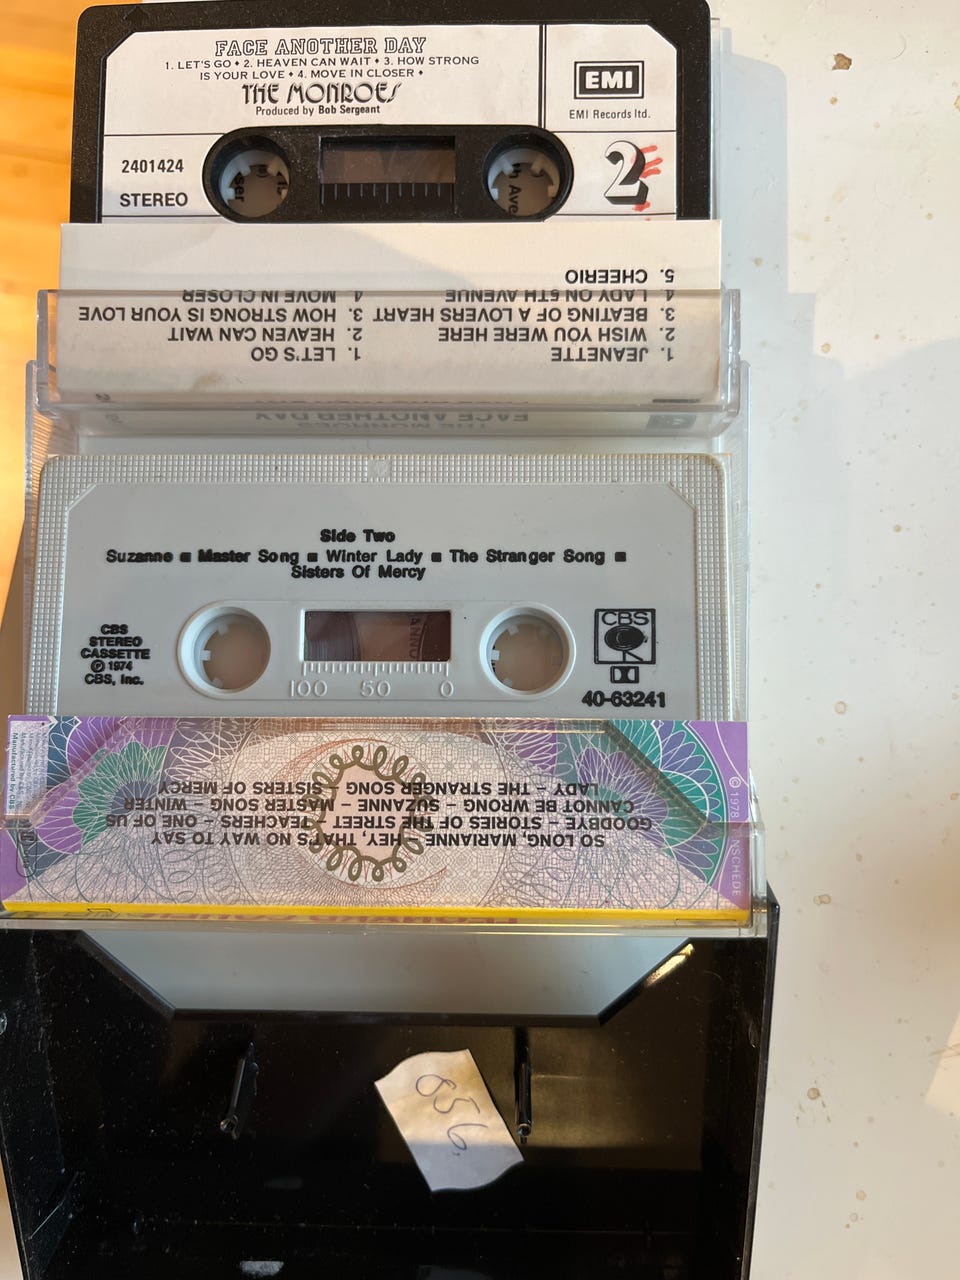 FACE ANOTHER DAY
1. LET'S GO • 2. HEAVEN CAN WAIT • 3. HOW STRONG
IS YOUR LOVE • 4. MOVE IN CLOSER •
THE MONROES
Produced by Bob Sergeant
EMI
EMI Records ltd.
2401424
STEREO
2
1. JEANETTE
2. WISH YOU WERE HERE
3. BEATING OF A LOVERS HEART
4. LADY ON 5TH AVENUE
5. CHEERIO
1. LET'S GO
2. HEAVEN CAN WAIT
3. HOW STRONG IS YOUR LOVE
4. MOVE IN CLOSER
THE MONROES
FACE ANOTHER DAY
Side Two
Suzanne ■ Master Song ■ Winter Lady ■ The Stranger Song ■
Sisters Of Mercy
CBS
STEREO
CASSETTE
© 1974
CBS, Inc.
100 50 0
CBS
40-63241
SO LONG, MARIANNE – HEY, THAT'S NO WAY TO SAY
GOODBYE – STORIES OF THE STREET – TEACHERS – ONE OF US
CANNOT BE WRONG – SUZANNE – MASTER SONG – WINTER
LADY – THE STRANGER SONG – SISTERS OF MERCY
© 1978
Manufactured by CBS
856